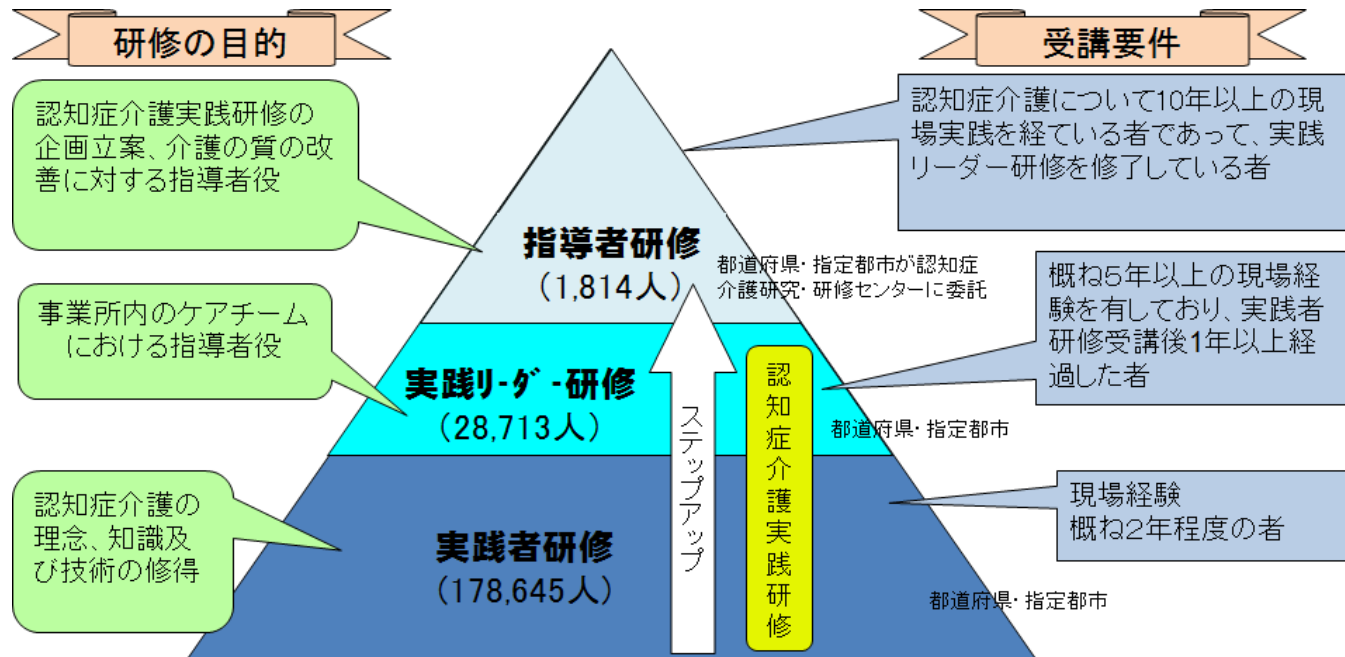 研修の目的
受講要件
認知症介護実践研修の
企画立案、介護の質の改
善に対する指導者役
認知症介護について10年以上の現
場実践を経ている者であって、実践
リーダー研修を修了している者
指導者研修
(1,814人)
都道府県・指定都市が認知症
介護研究・研修センターに委託
事業所内のケアチーム
における指導者役
概ね5年以上の現場経
験を有しており、実践者
研修受講後1年以上経
過した者
実践リーダー研修
(28,713人)
都道府県・指定都市
ステップアップ
認知症介護実践研修
認知症介護の
理念、知識及
び技術の修得
現場経験
概ね2年程度の者
実践者研修
(178,645人)
都道府県・指定都市